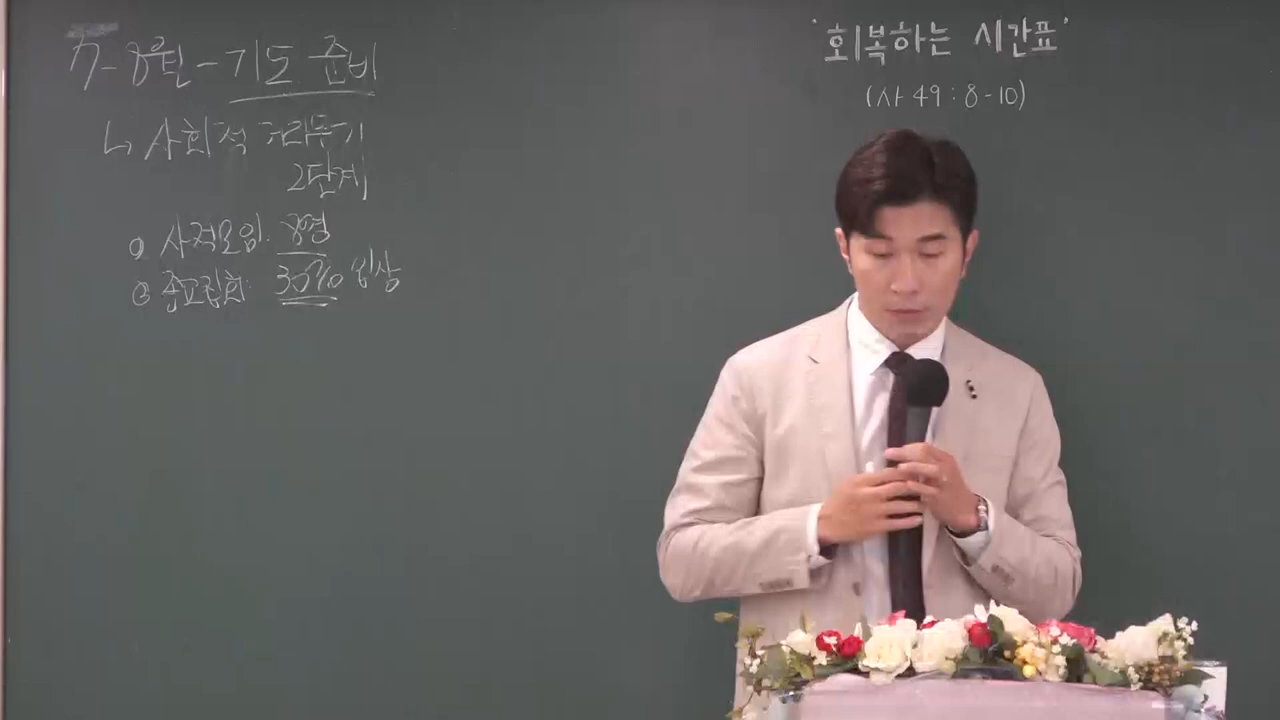 7-8월 - 기도 준비
↳ 사회적 거리두기
2단계
사적모임: 8명
종교집회: 30% 이상
'회복하는 시간표'
(사 49 : 8 - 10)